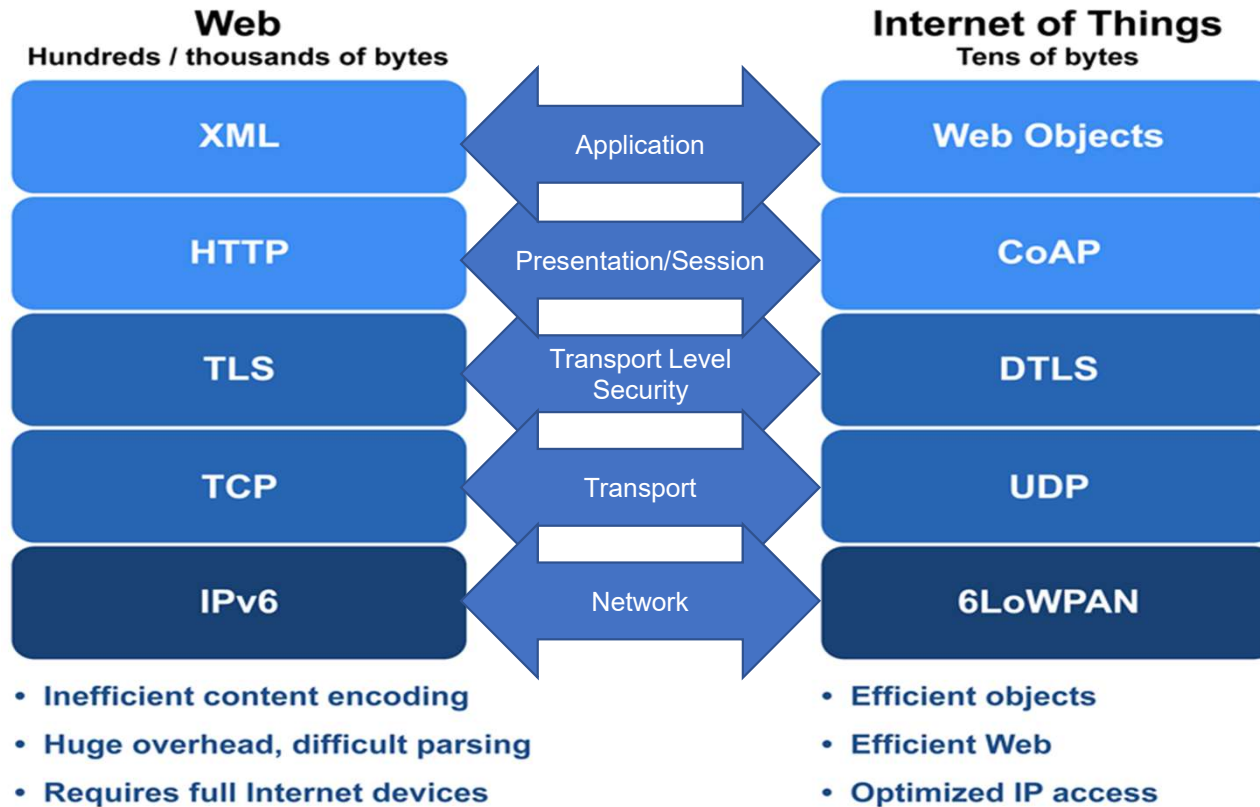 Web
Hundreds / thousands of bytes
Internet of Things
Tens of bytes
XML
Application
Web Objects
HTTP
Presentation/Session
CoAP
TLS
Transport Level
Security
DTLS
TCP
Transport
UDP
IPv6
Network
6LoWPAN
• Inefficient content encoding
• Huge overhead, difficult parsing
• Requires full Internet devices
• Efficient objects
• Efficient Web
• Optimized IP access